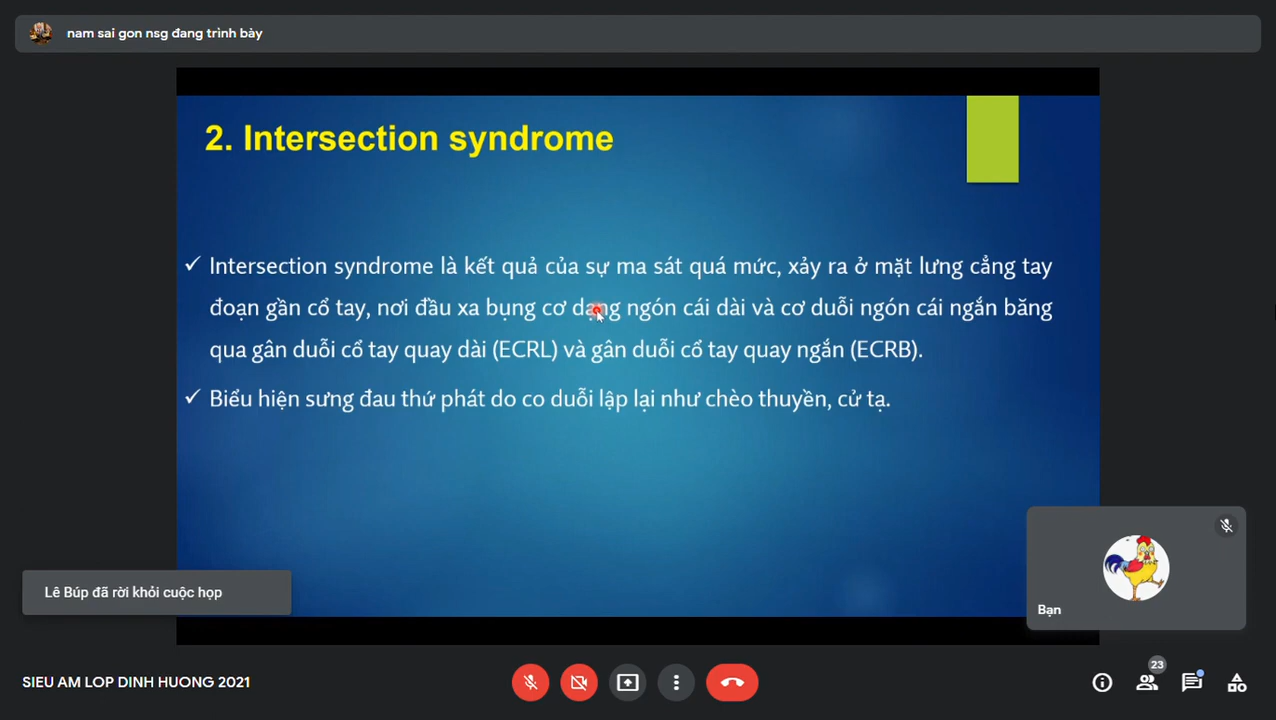 nam sai gon nsg đang trình bày
2. Intersection syndrome
✓ Intersection syndrome là kết quả của sự ma sát quá mức, xảy ra ở mặt lưng cẳng tay
đoạn gần cổ tay, nơi đầu xa bụng cơ dạng ngón cái dài và cơ duỗi ngón cái ngắn băng
qua gân duỗi cổ tay quay dài (ECRL) và gân duỗi cổ tay quay ngắn (ECRB).
✓ Biểu hiện sưng đau thứ phát do co duỗi lập lại như chèo thuyền, cử tạ.
Lê Búp đã rời khỏi cuộc họp
Bạn
SIEU AM LOP DINH HUONG 2021
23